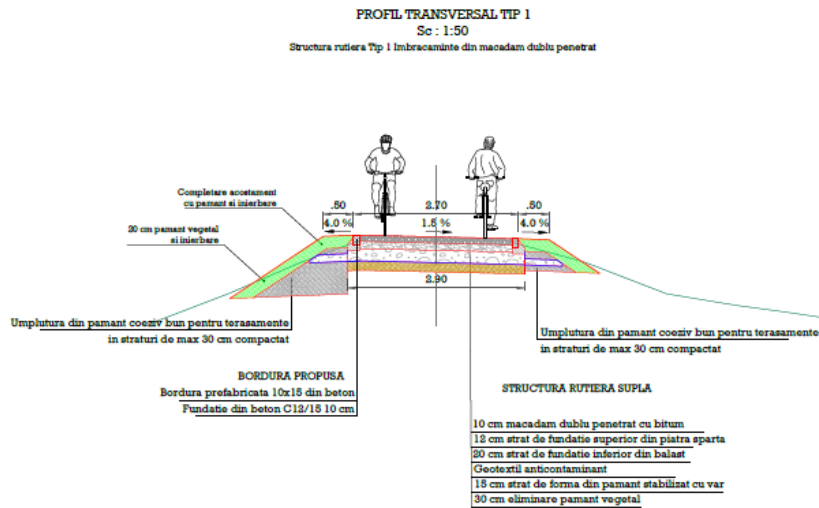 PROFIL TRANSVERSAL TIP 1
Sc : 1:50
Structura rutiera Tip 1 Imbracaminte din macadam dublu penetrat
Completare acostament
cu pamant si inierbare
20 cm pamant vegetal
si inierbare
.50
2.70
.50
4.0 %
1.5 %
4.0 %
2.90
Umplutura din pamant coeziv bun pentru terasamente
in straturi de max 30 cm compactat
Umplutura din pamant coeziv bun pentru terasamente
in straturi de max 30 cm compactat
BORDURA PROPUSA
Bordura prefabricata 10x15 din beton
Fundatie din beton C12/15 10 cm
STRUCTURA RUTIERA SUPLA
10 cm macadam dublu penetrat cu bitum
12 cm strat de fundatie superior din piatra sparta
20 cm strat de fundatie inferior din balast
Geotextil anticontaminant
15 cm strat de forma din pamant stabilizat cu var
30 cm eliminare pamant vegetal